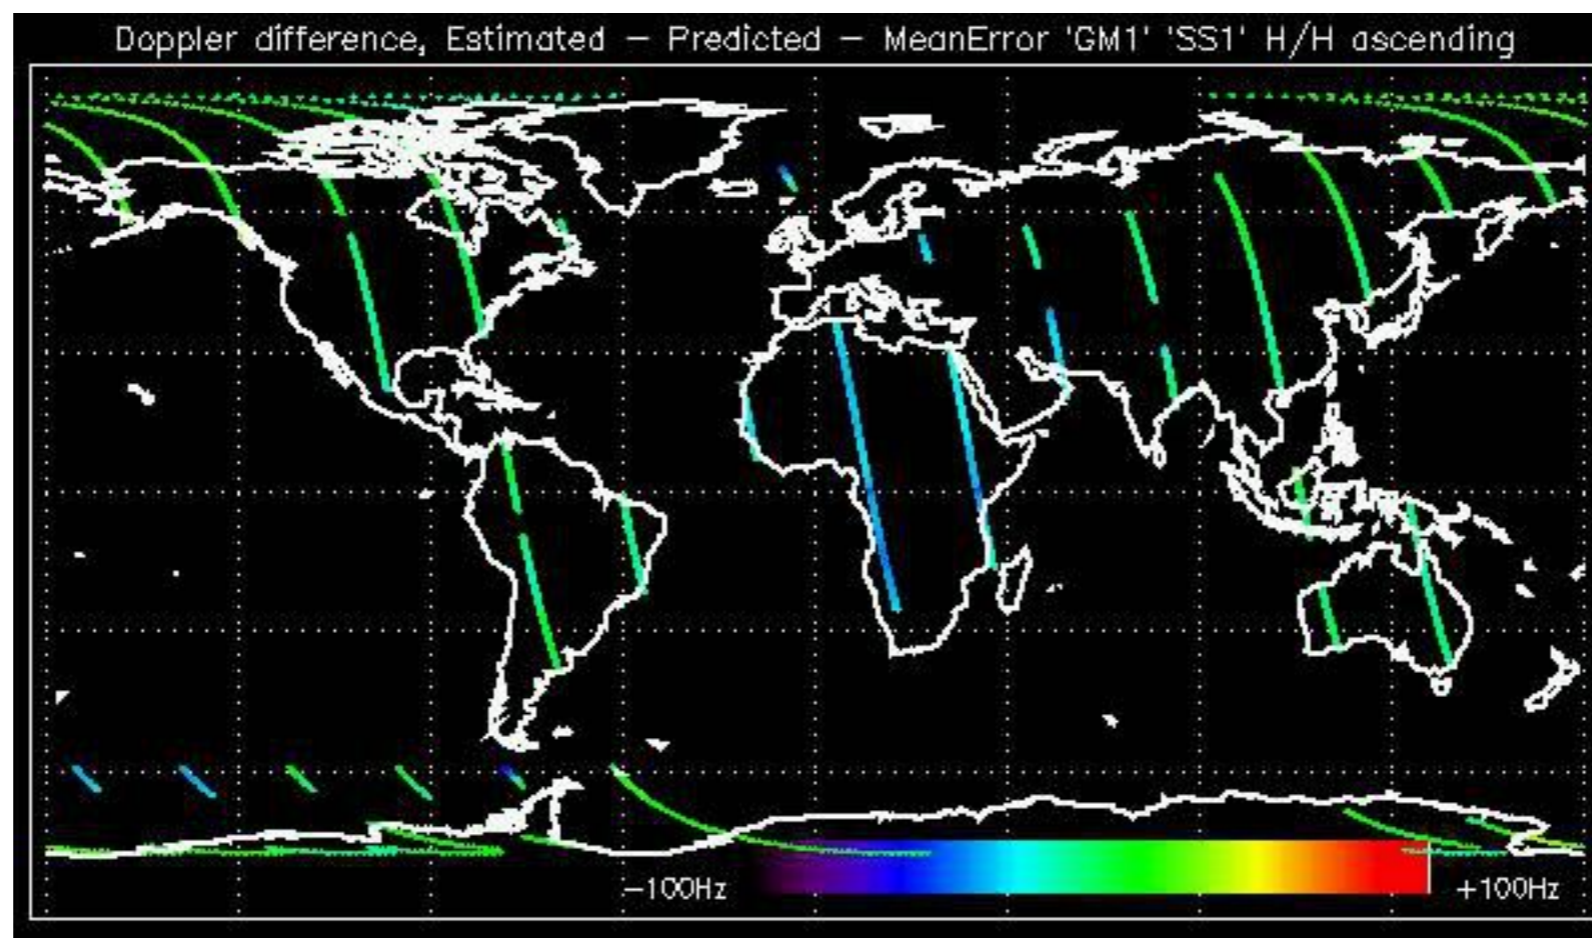 Doppler difference, Estimated − Predicted − MeanError 'GM1' 'SS1' H/H ascending
−100Hz
+100Hz